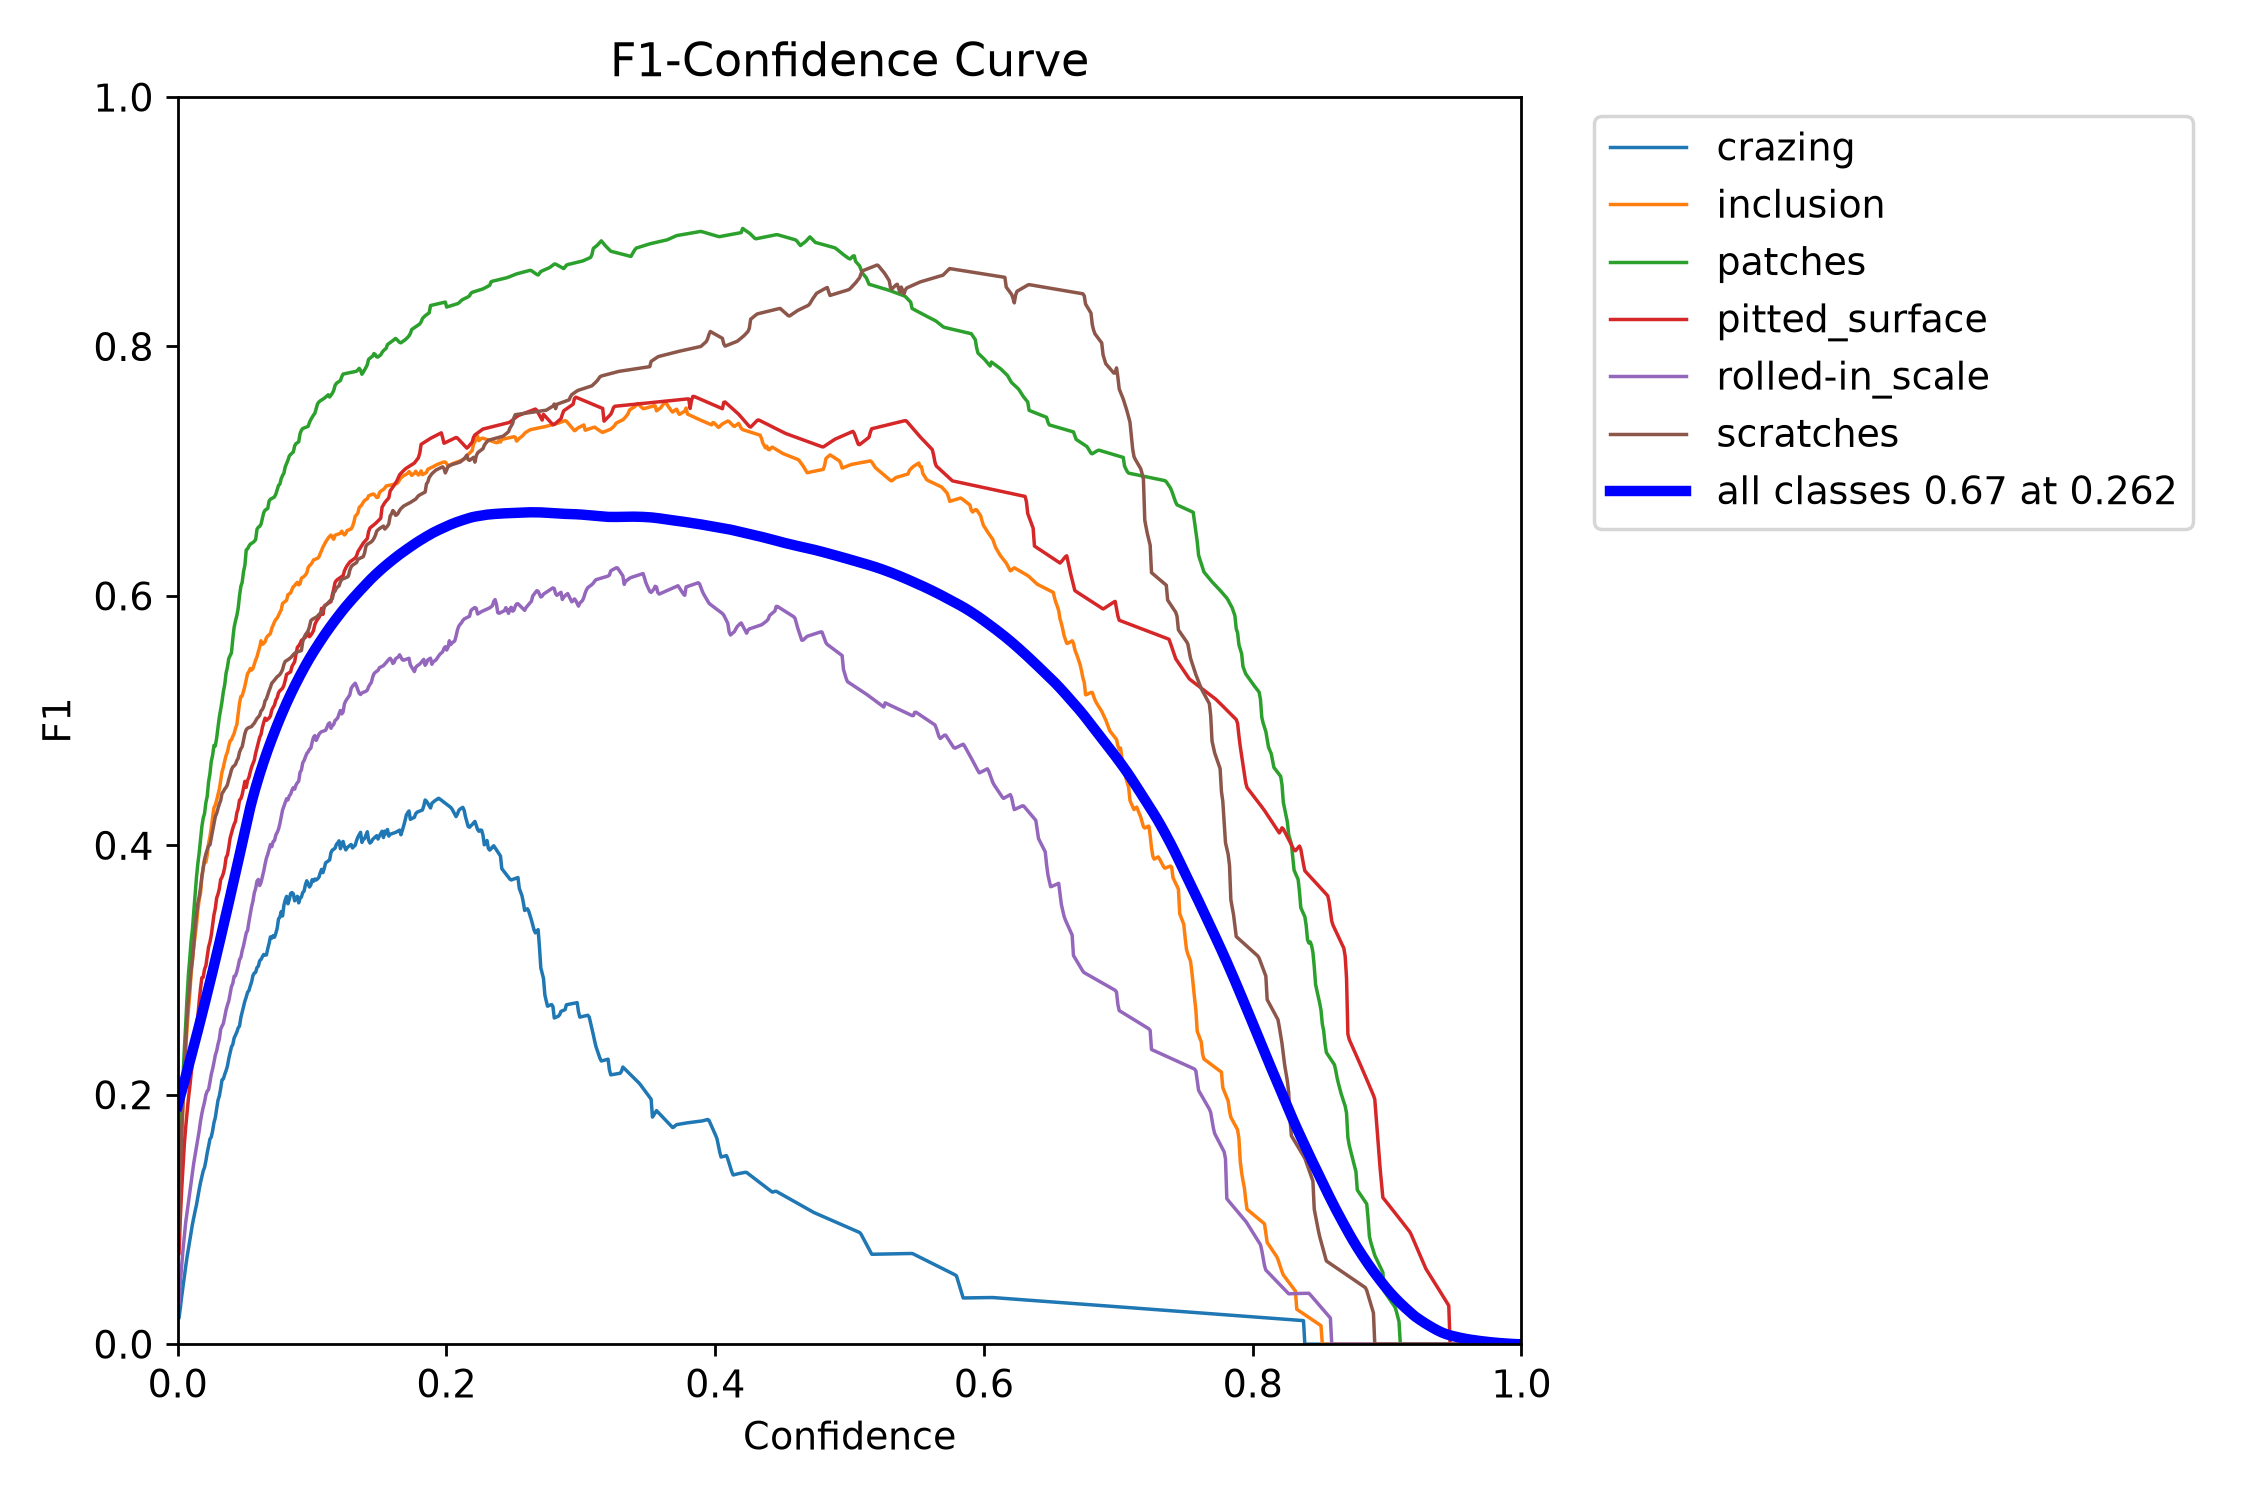 F1-Confidence Curve
1.0
0.8
0.6
0.4
0.2
0.0
F1
0.0 0.2 0.4 0.6 0.8 1.0
Confidence
crazing
inclusion
patches
pitted_surface
rolled-in_scale
scratches
all classes 0.67 at 0.262